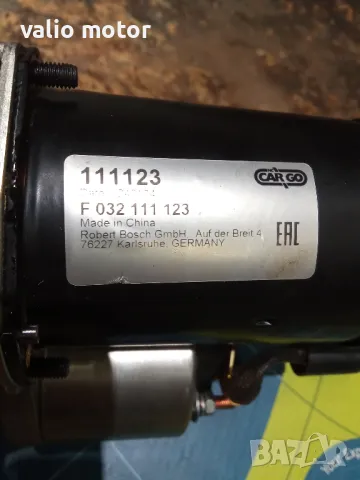 valio motor
111123
CARGO
F 032 111 123
Made in China
Robert Bosch GmbH, Auf der Breit 4
76227 Karlsruhe, GERMANY
EAC
BAZAR